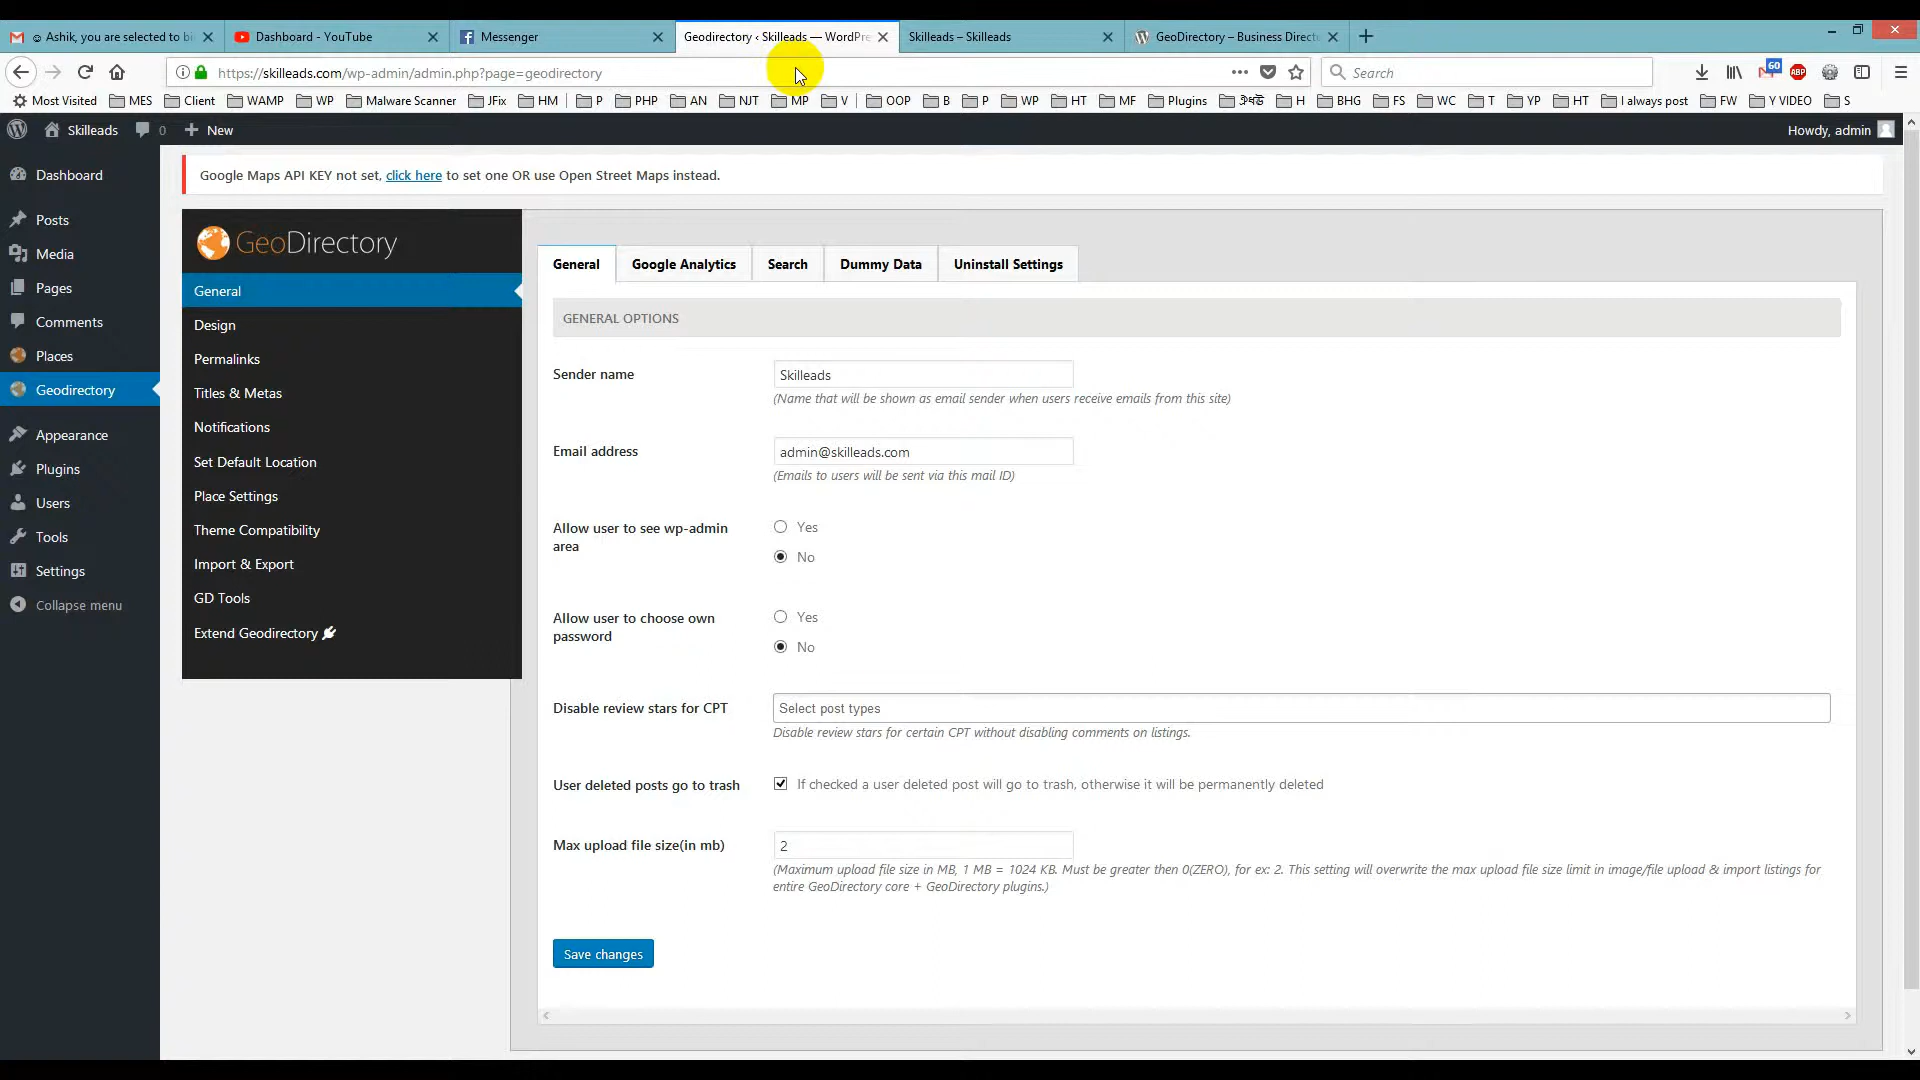 ☺ Ashik, you are selected to bi
Dashboard - YouTube
Messenger
Geodirectory ‹ Skilleads — WordPre
Skilleads – Skilleads
GeoDirectory – Business Direct
https://skilleads.com/wp-admin/admin.php?page=geodirectory
Search
60
ABP
Most Visited MES Client WAMP WP Malware Scanner JFix HM P PHP AN NJT MP V OOP B P WP HT MF Plugins H BHG FS WC T YP HT I always post FW Y VIDEO S
Skilleads 0 New
Howdy, admin
Dashboard
Posts
Media
Pages
Comments
Places
Geodirectory
Appearance
Plugins
Users
Tools
Settings
Collapse menu
Google Maps API KEY not set, click here to set one OR use Open Street Maps instead.
GeoDirectory
General
Design
Permalinks
Titles & Metas
Notifications
Set Default Location
Place Settings
Theme Compatibility
Import & Export
GD Tools
Extend Geodirectory
General Google Analytics Search Dummy Data Uninstall Settings
GENERAL OPTIONS
Sender name
Skilleads
(Name that will be shown as email sender when users receive emails from this site)
Email address
admin@skilleads.com
(Emails to users will be sent via this mail ID)
Allow user to see wp-admin
area
Yes
No
Allow user to choose own
password
Yes
No
Disable review stars for CPT
Select post types
Disable review stars for certain CPT without disabling comments on listings.
User deleted posts go to trash
If checked a user deleted post will go to trash, otherwise it will be permanently deleted
Max upload file size(in mb)
2
(Maximum upload file size in MB, 1 MB = 1024 KB. Must be greater then 0(ZERO), for ex: 2. This setting will overwrite the max upload file size limit in image/file upload & import listings for
entire GeoDirectory core + GeoDirectory plugins.)
Save changes